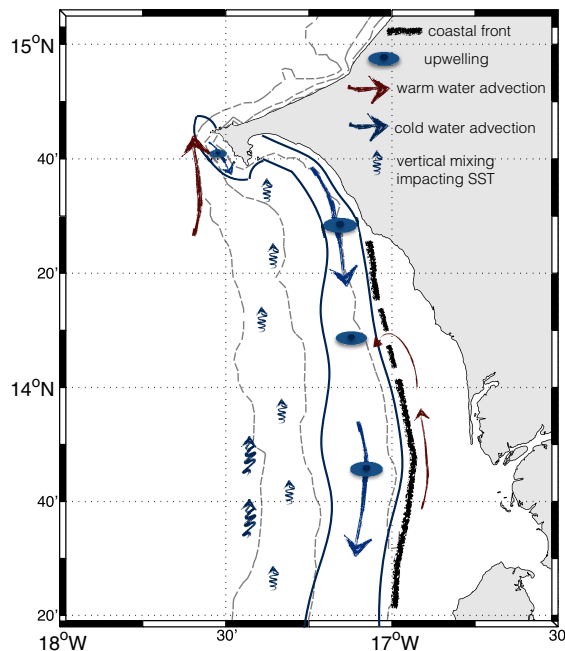 15°N
coastal front
upwelling
warm water advection
cold water advection
vertical mixing
impacting SST
40'
20'
14°N
40'
20'
18°W
30'
17°W
30